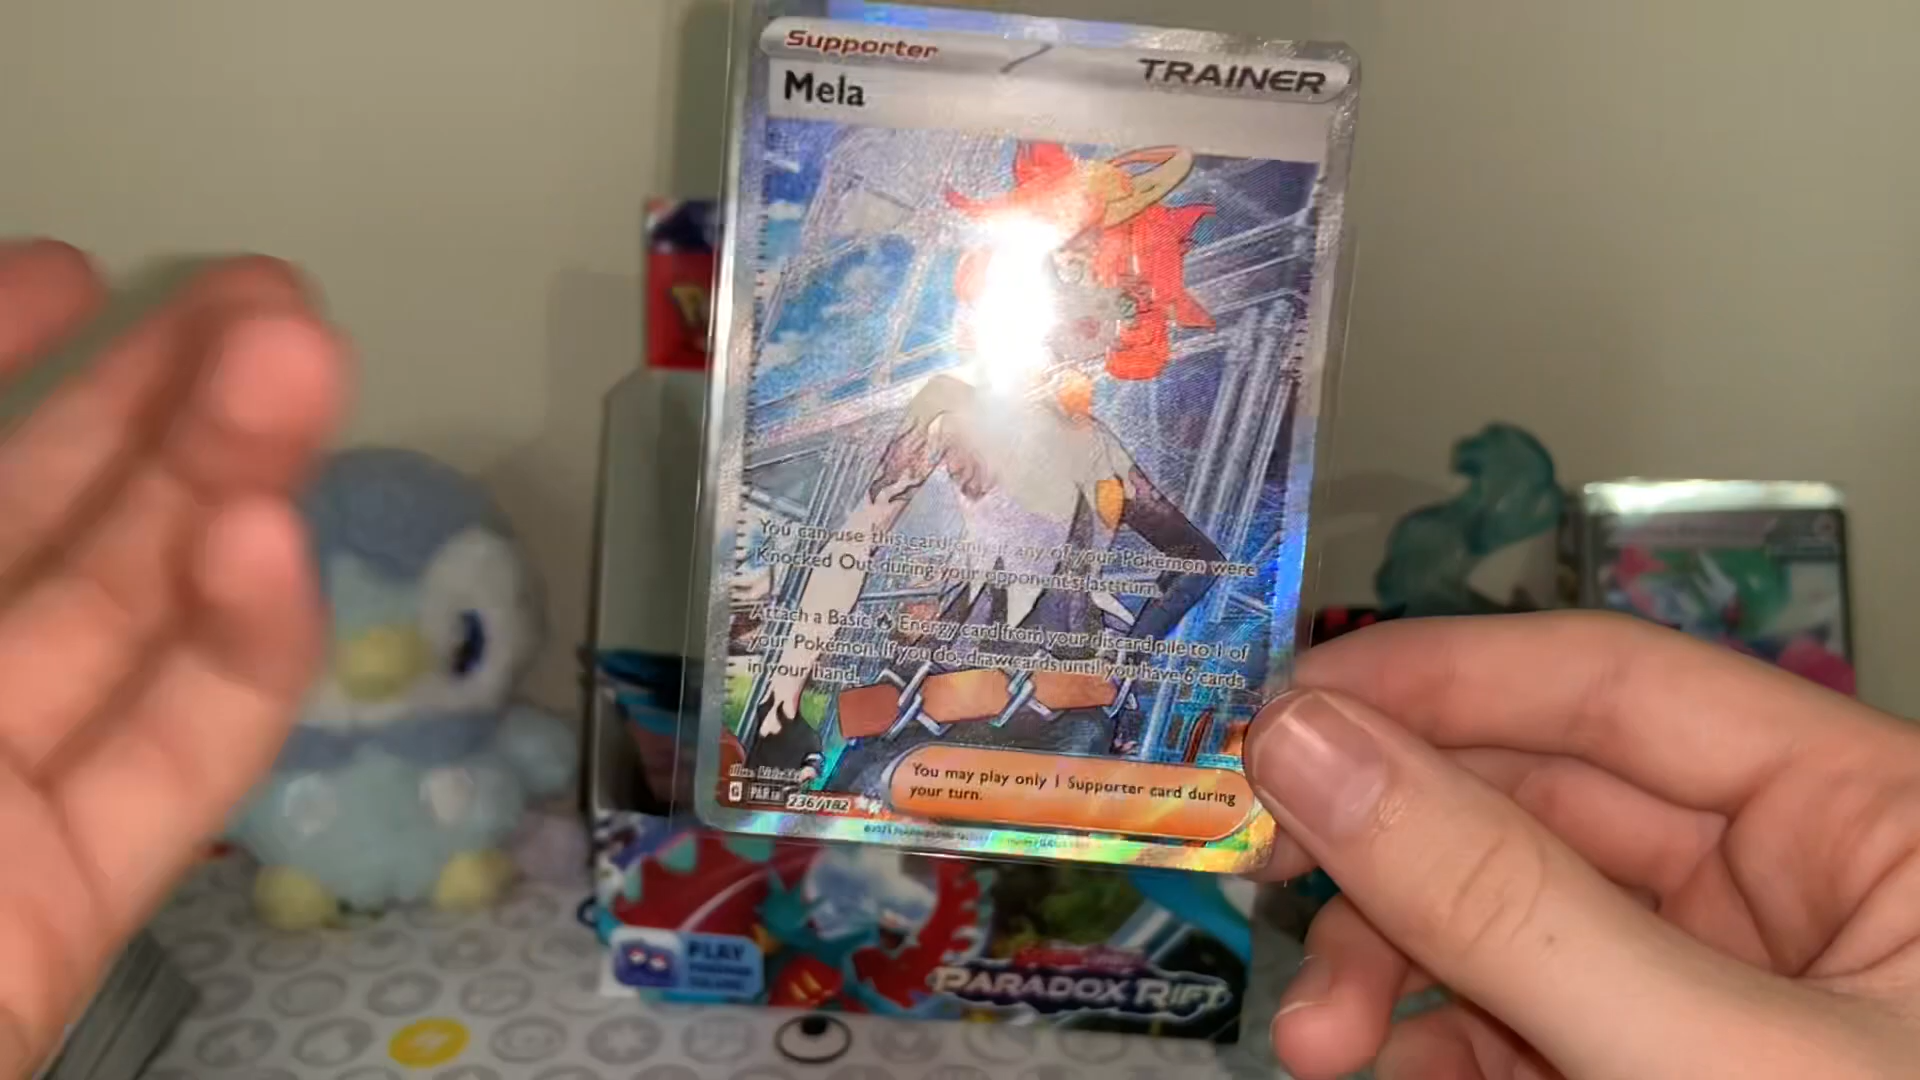 Supporter
TRAINER
Mela
You can use this card only if any of your Pokémon were
Knocked Out during your opponent's last turn.
Attach a Basic Energy card from your discard pile to 1 of
your Pokémon. If you do, draw cards until you have 6 cards
in your hand.
You may play only 1 Supporter card during
your turn.
G PAR EN 236/182
PLAY
PARADOX RIFT